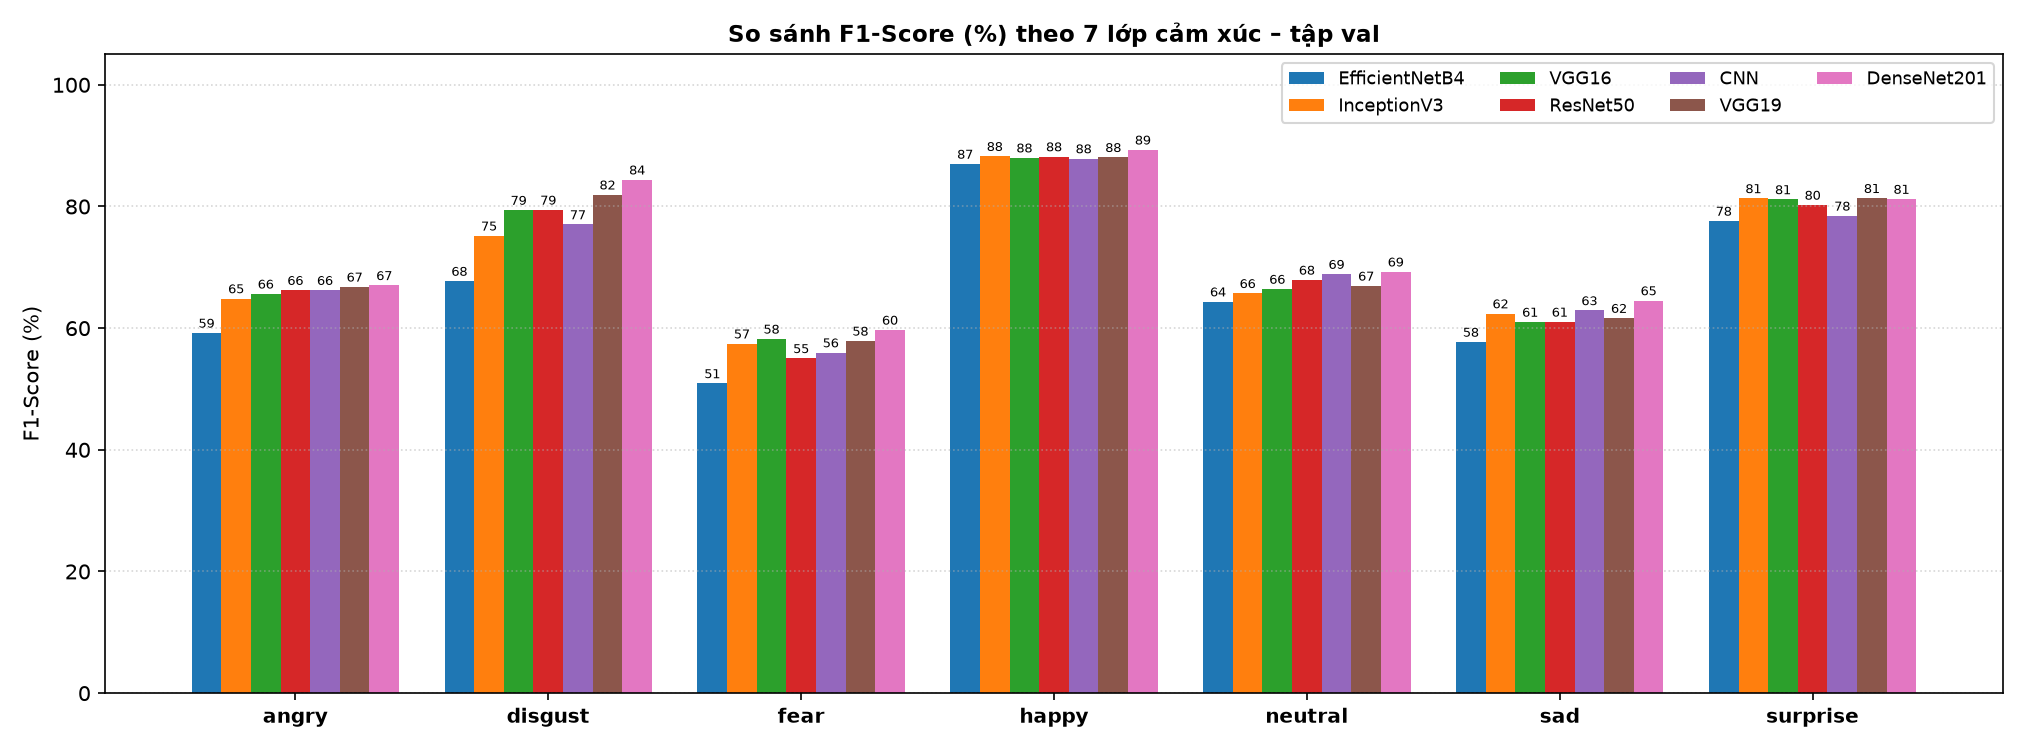 So sánh F1-Score (%) theo 7 lớp cảm xúc – tập val
EfficientNetB4 VGG16 CNN DenseNet201
InceptionV3 ResNet50 VGG19
F1-Score (%)
100
80
60
40
20
0
59 65 66 66 66 67 67
68 75 79 79 77 82 84
51 57 58 55 56 58 60
87 88 88 88 88 88 89
64 66 66 68 69 67 69
58 62 61 61 63 62 65
78 81 81 80 78 81 81
angry disgust fear happy neutral sad surprise